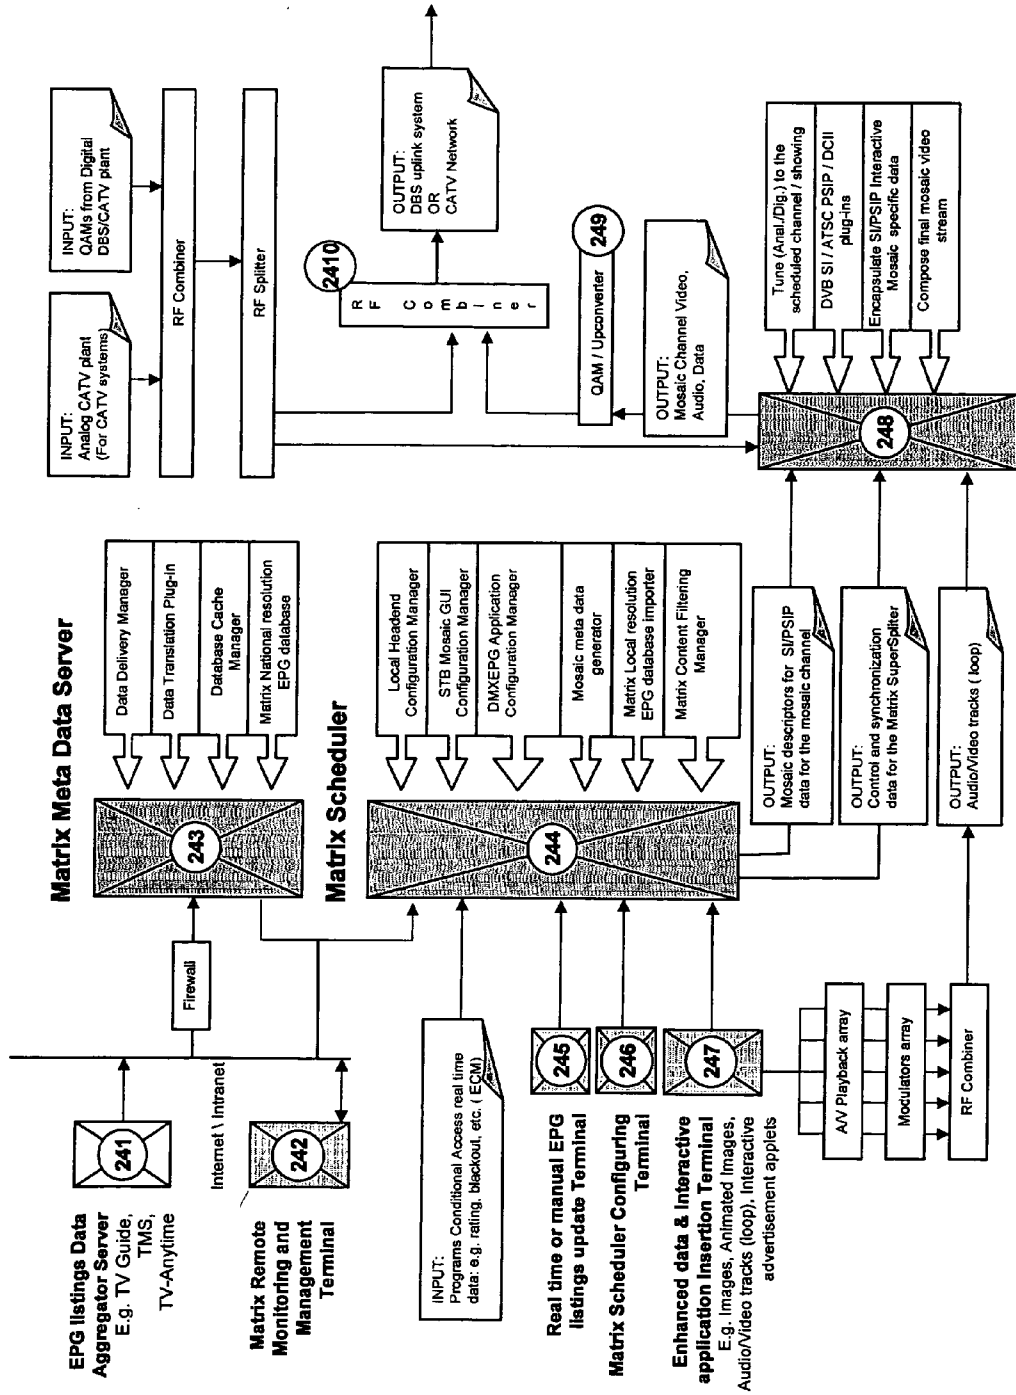 EPG listings Data
Aggregator Server
E.g. TV Guide,
TMS,
TV-Anytime
241
Internet \ Intranet
Matrix Remote
Monitoring and
Management
Terminal
242
Firewall
Matrix Meta Data Server
243
Data Delivery Manager
Data Translation Plug-in
Database Cache
Manager
Matrix National resolution
EPG database
INPUT:
Programs Conditional Access real time
data: e.g. rating, blackout, etc. ( ECM)
Matrix Scheduler
244
Local Headend
Configuration Manager
STB Mosaic GUI
Configuration Manager
DMXEPG Application
Configuration Manager
Mosaic meta data
generator
Matrix Local resolution
EPG database importer
Matrix Content Filtering
Manager
Real time or manual EPG
listings update Terminal
245
Matrix Scheduler Configuring
Terminal
246
Enhanced data & Interactive
application Insertion Terminal
E.g. Images, Animated Images,
Audio/Video tracks (loop), Interactive
advertisement applets
247
A/V Playback array
Modulators array
RF Combiner
OUTPUT:
Mosaic descriptors for SI/PSIP
data for the mosaic channel
OUTPUT:
Control and synchronization
data for the Matrix SuperSpliter
OUTPUT:
Audio/Video tracks ( loop)
INPUT:
Analog CATV plant
(For CATV systems)
INPUT:
QAMs from Digital
DBS/CATV plant
RF Combiner
RF Splitter
2410
RF Combiner
OUTPUT:
DBS uplink system
OR
CATV Network
249
QAM / Upconverter
OUTPUT:
Mosaic Channel Video,
Audio, Data
248
Tune (Anal./Dig.) to the
scheduled channel / showing
DVB SI / ATSC PSIP / DCII
plug-ins
Encapsulate SI/PSIP Interactive
Mosaic specific data
Compose final mosaic video
stream